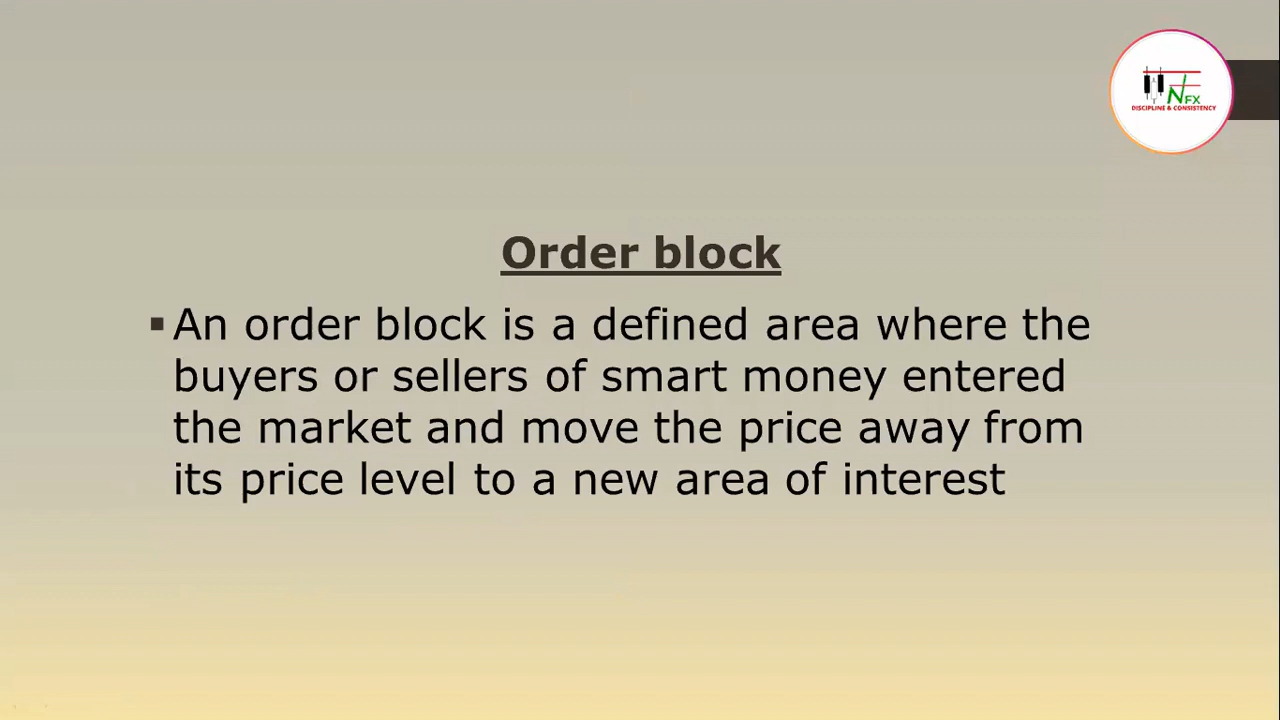 NFX
DISCIPLINE & CONSISTENCY
Order block
▪An order block is a defined area where the
buyers or sellers of smart money entered
the market and move the price away from
its price level to a new area of interest